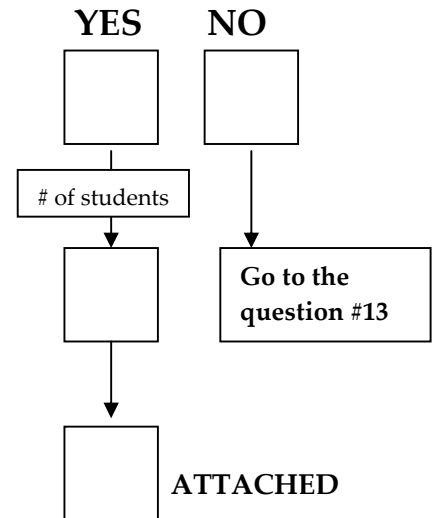 YES NO
# of students
Go to the
question #13
ATTACHED